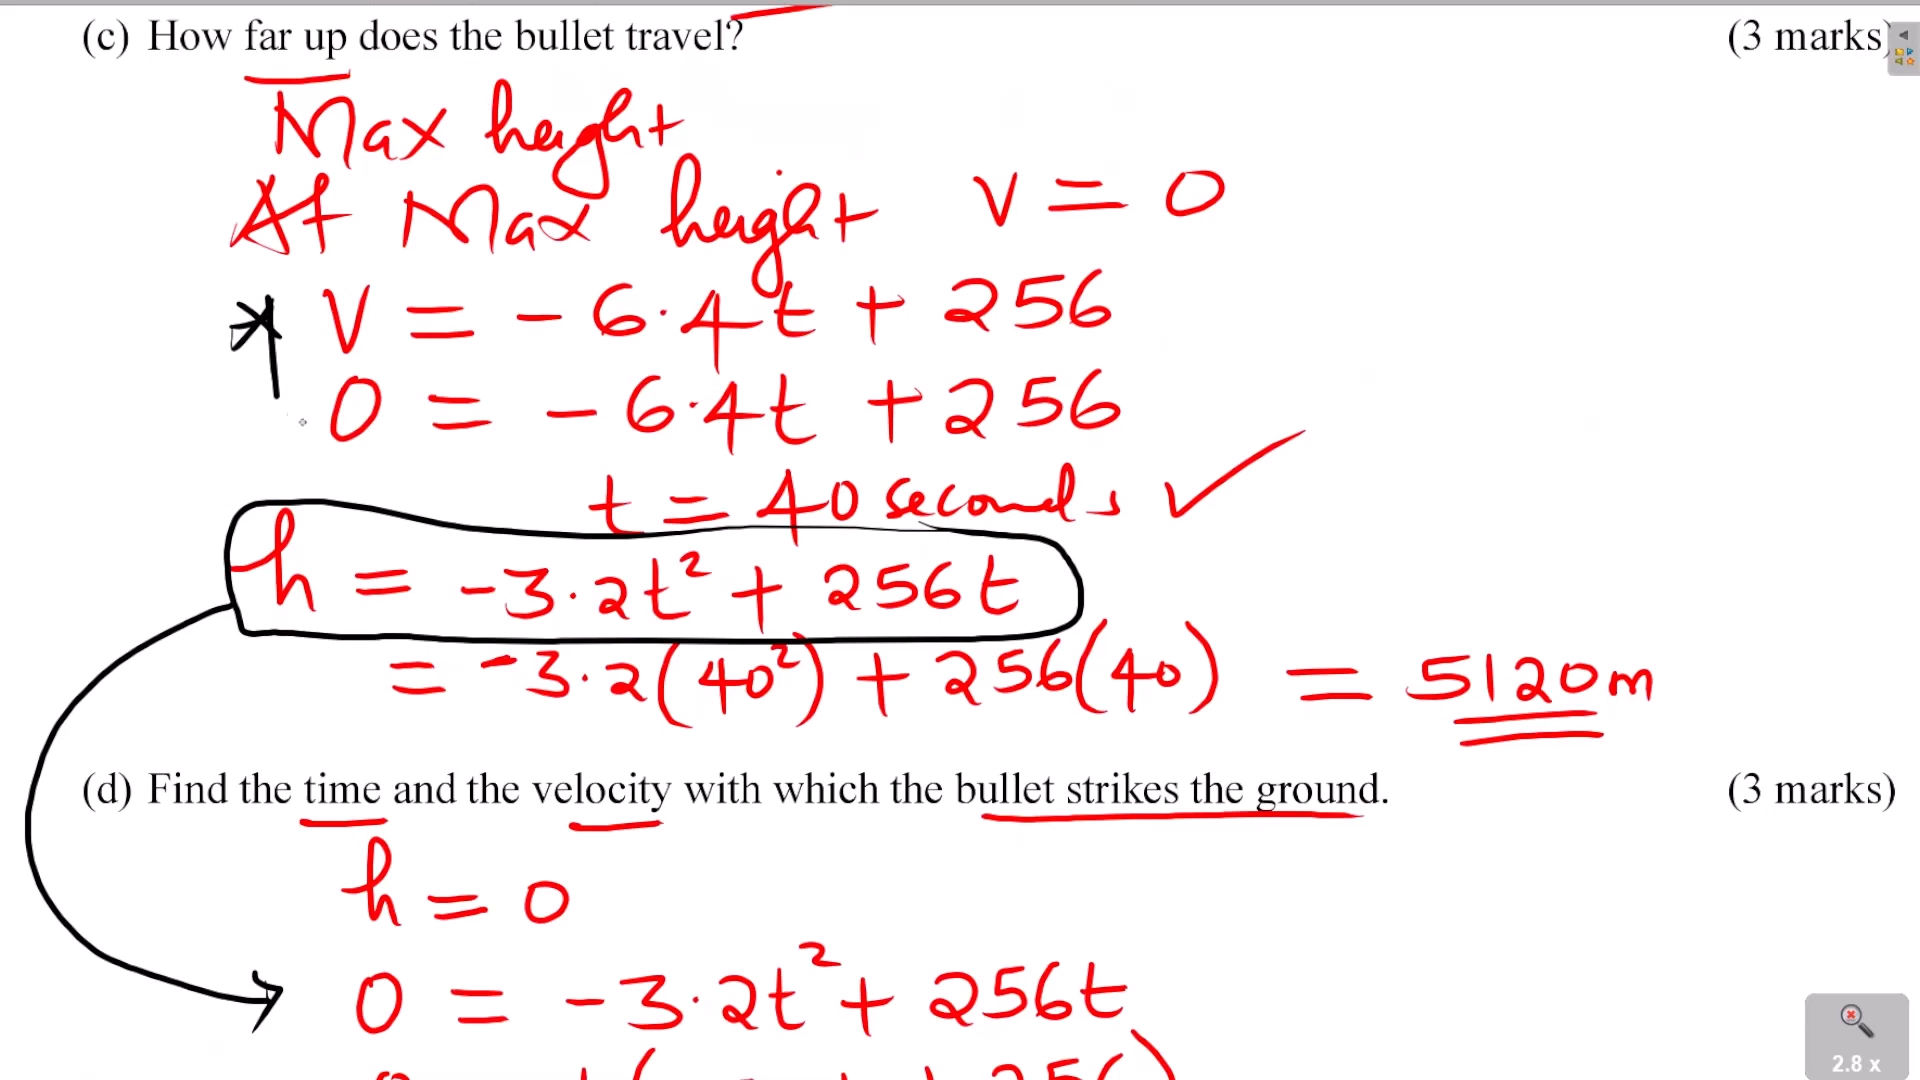 (c) How far up does the bullet travel? (3 marks)
Max height
At Max height V = 0
V = - 6.4t + 256
0 = - 6.4t + 256
t = 40 seconds
h = -3.2t² + 256t
= -3.2(40²) + 256(40) = 5120m
(d) Find the time and the velocity with which the bullet strikes the ground. (3 marks)
h = 0
0 = -3.2t² + 256t
2.8 x